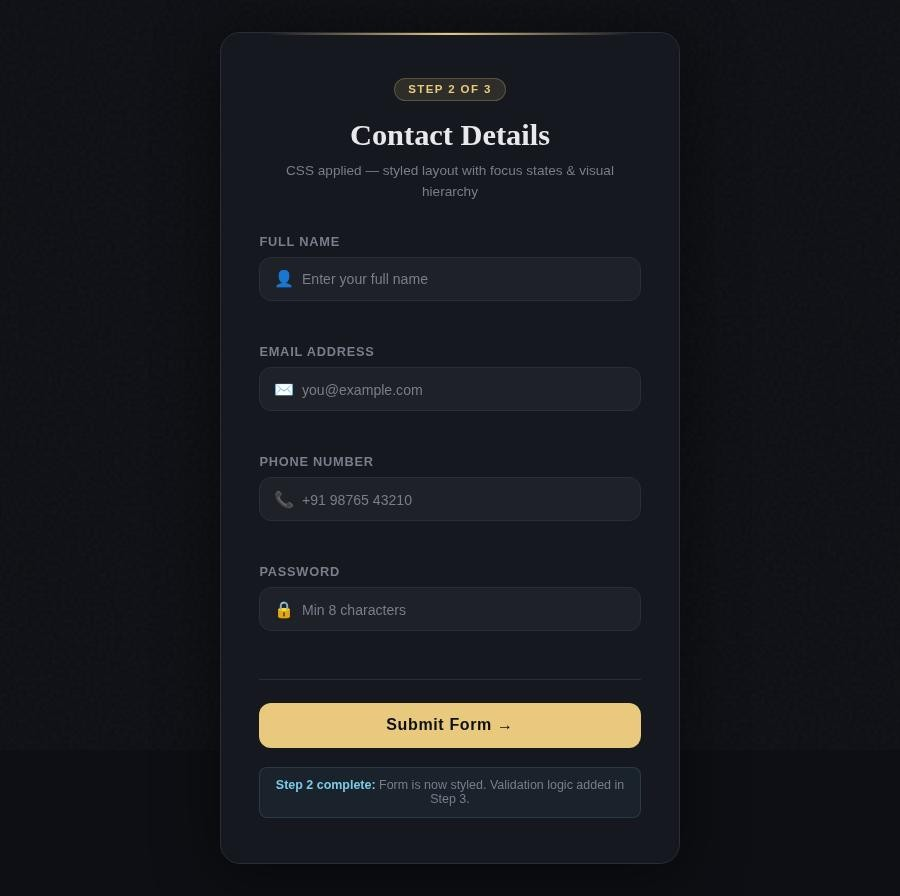 STEP 2 OF 3
Contact Details
CSS applied — styled layout with focus states & visual
hierarchy
FULL NAME
Enter your full name
EMAIL ADDRESS
you@example.com
PHONE NUMBER
+91 98765 43210
PASSWORD
Min 8 characters
Submit Form →
Step 2 complete: Form is now styled. Validation logic added in
Step 3.